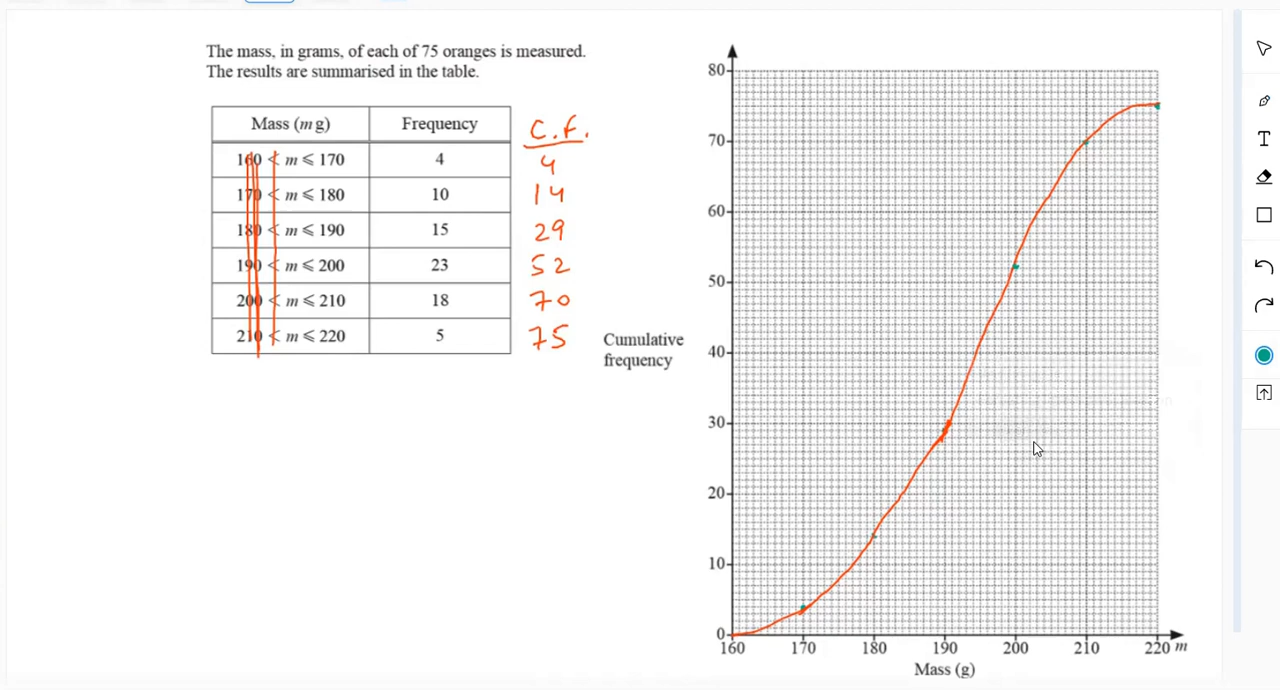 The mass, in grams, of each of 75 oranges is measured.
The results are summarised in the table.
Mass (m g) Frequency C.F.
160 < m ⩽ 170 4 4
170 < m ⩽ 180 10 14
180 < m ⩽ 190 15 29
190 < m ⩽ 200 23 52
200 < m ⩽ 210 18 70
210 < m ⩽ 220 5 75
Cumulative
frequency
80
70
60
50
40
30
20
10
0
160 170 180 190 200 210 220 m
Mass (g)
T